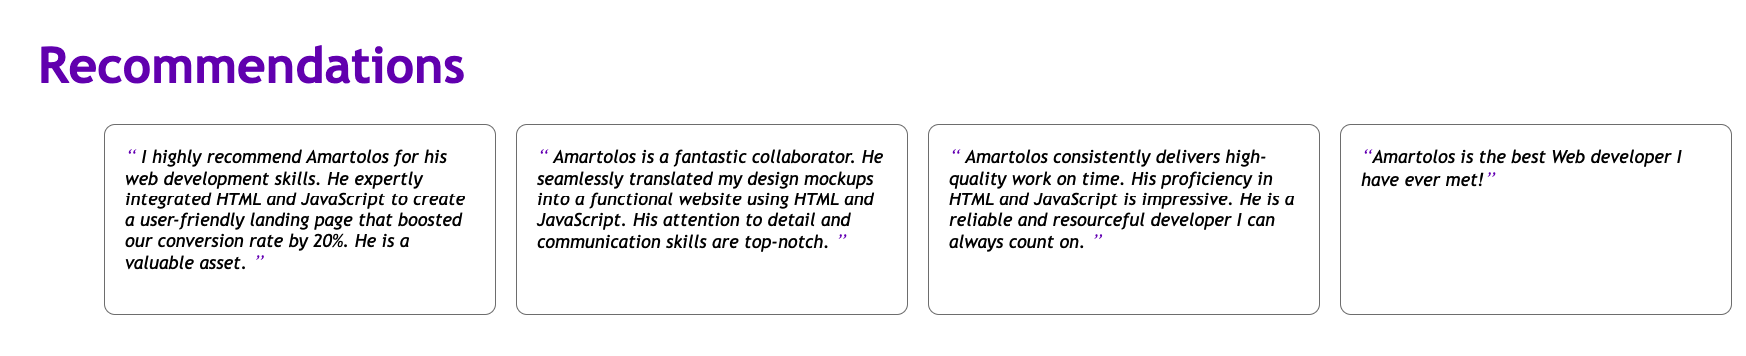 Recommendations
“ I highly recommend Amartolos for his
web development skills. He expertly
integrated HTML and JavaScript to create
a user-friendly landing page that boosted
our conversion rate by 20%. He is a
valuable asset. ”
“ Amartolos is a fantastic collaborator. He
seamlessly translated my design mockups
into a functional website using HTML and
JavaScript. His attention to detail and
communication skills are top-notch. ”
“ Amartolos consistently delivers high-
quality work on time. His proficiency in
HTML and JavaScript is impressive. He is a
reliable and resourceful developer I can
always count on. ”
“Amartolos is the best Web developer I
have ever met!”